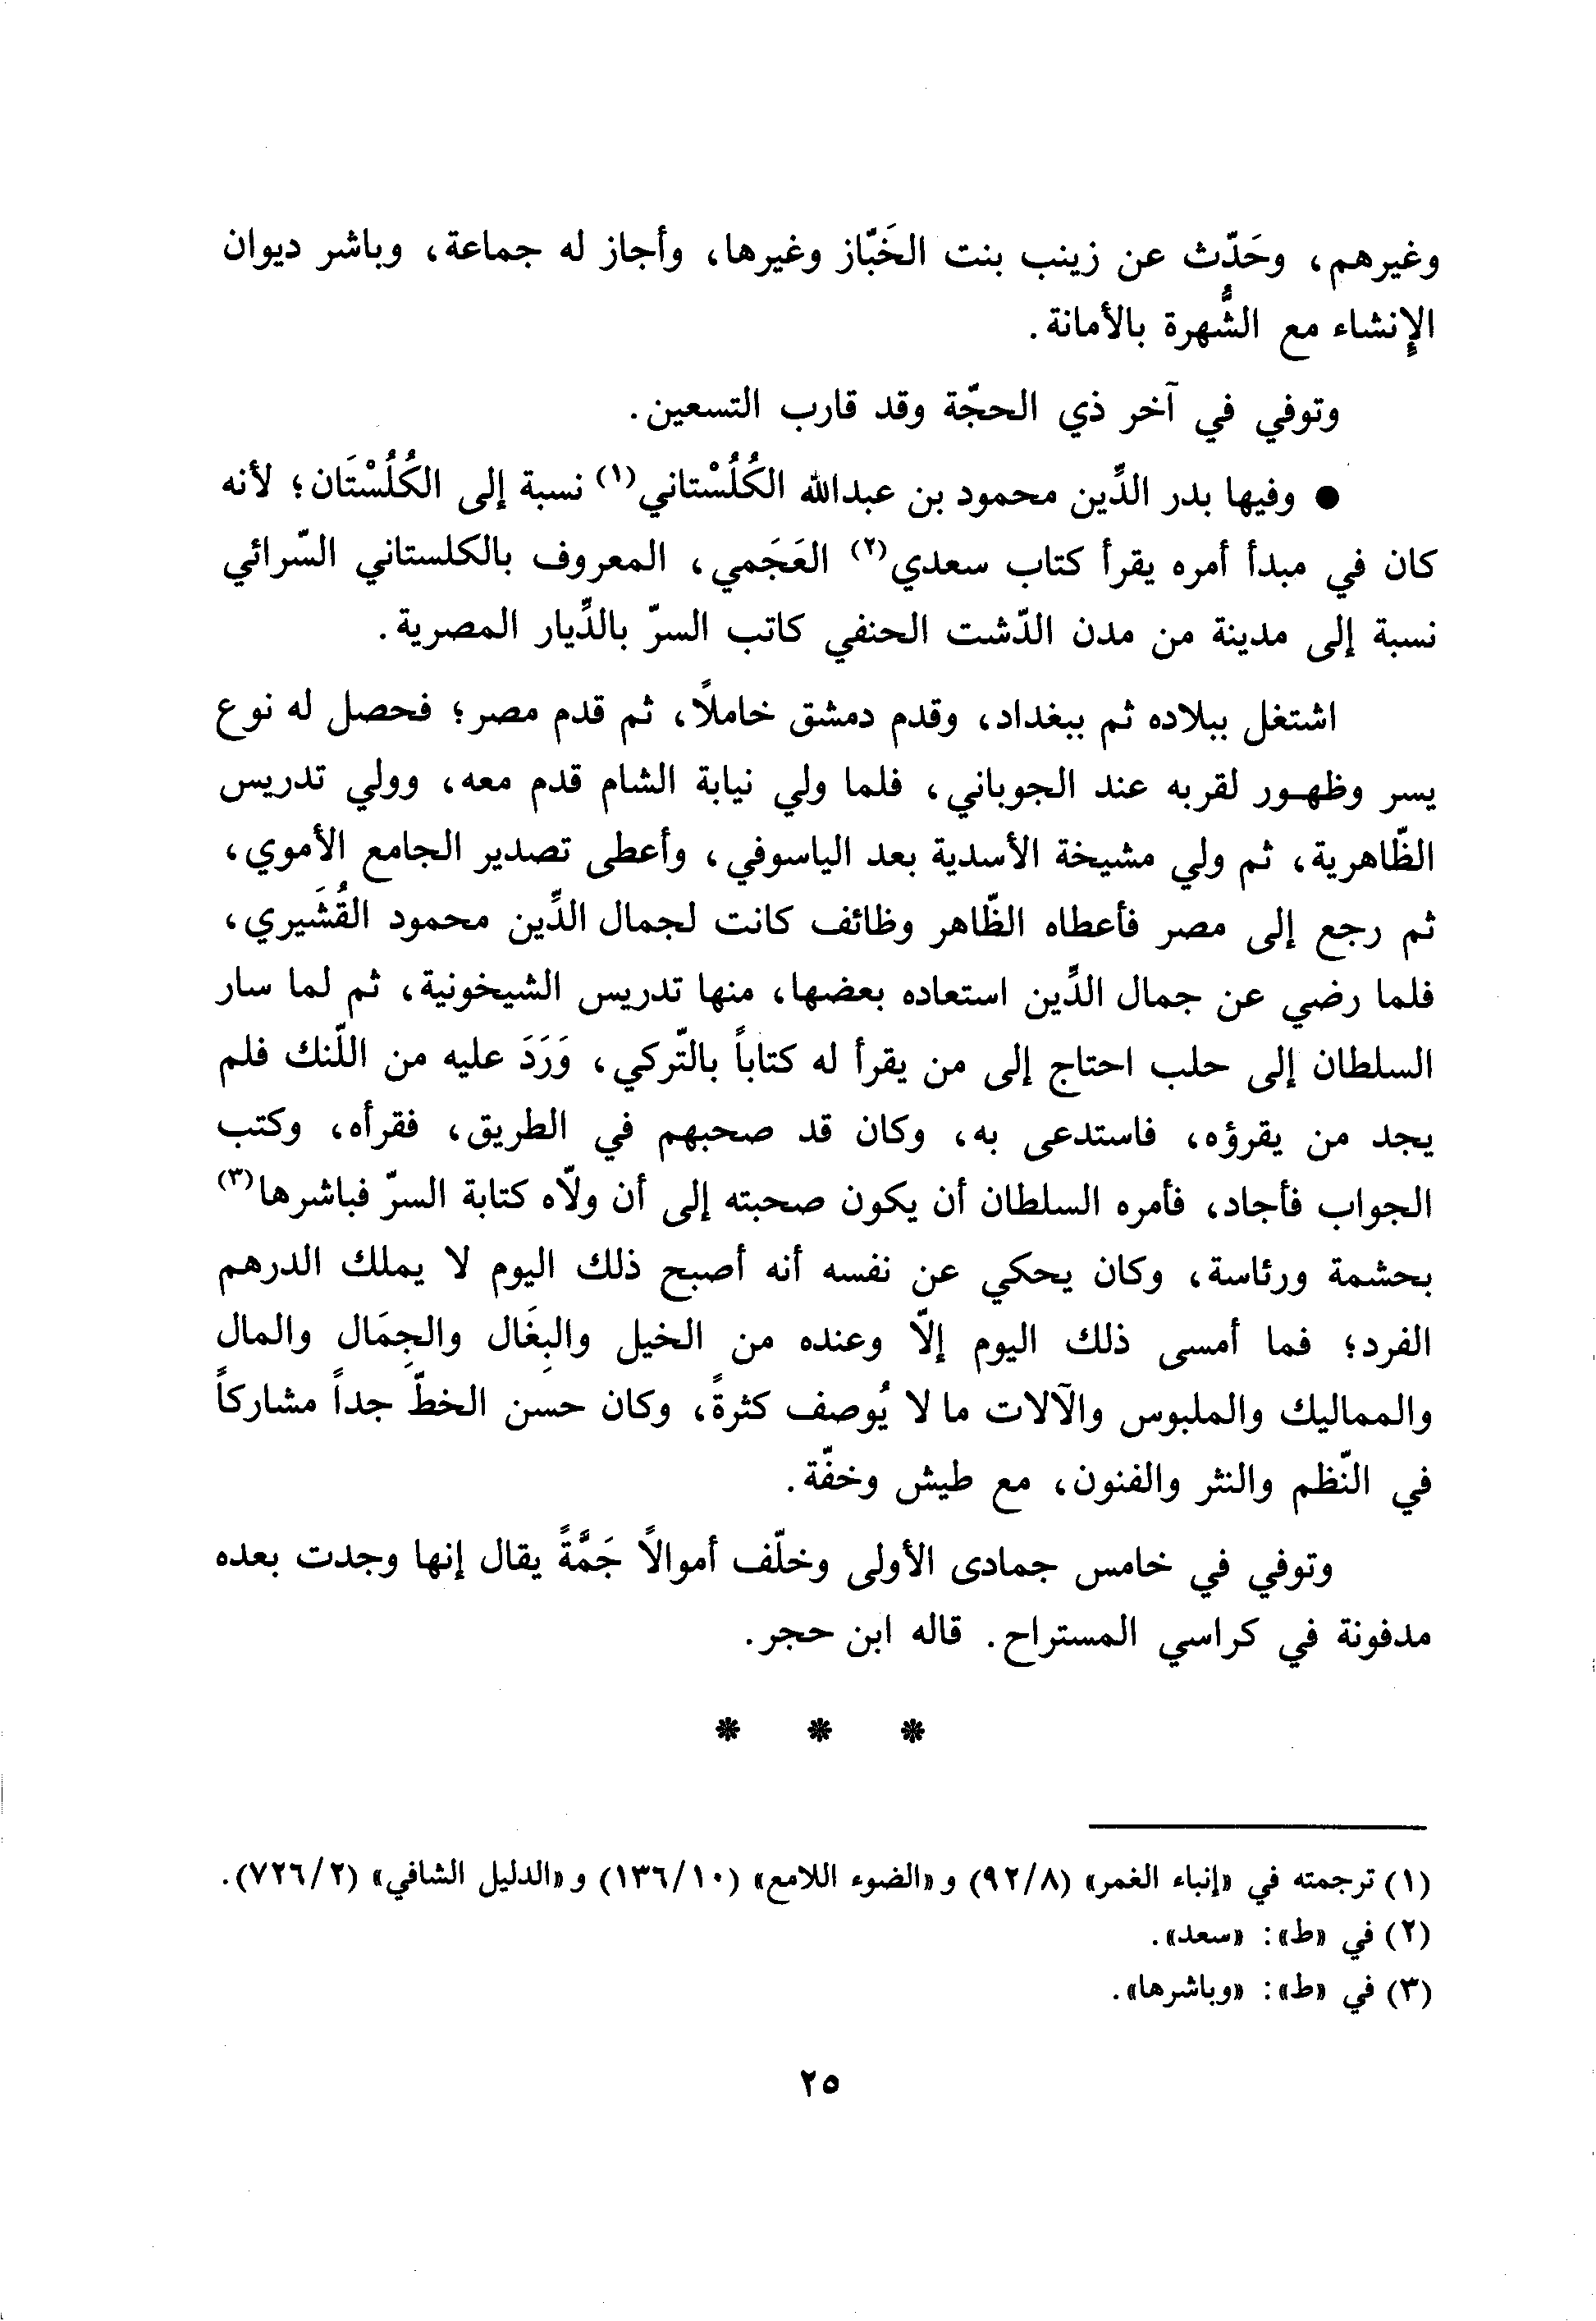 وغيرهم، وحَدّث عن زينب بنت الخَبّاز وغيرها، وأجاز له جماعة، وباشر ديوان
الإنشاء مع الشُّهرة بالأمانة.
وتوفي في آخر ذي الحجّة وقد قارب التسعين.
● وفيها بدر الدِّين محمود بن عبدالله الكُلُسْتاني(١) نسبة إلى الكُلُسْتَان؛ لأنه
كان في مبدأ أمره يقرأ كتاب سعدي(٢) العَجَمي، المعروف بالكلستاني السّرائي
نسبة إلى مدينة من مدن الدّشت الحنفي كاتب السرّ بالدِّيار المصرية.
اشتغل ببلاده ثم ببغداد، وقدم دمشق خاملاً، ثم قدم مصر؛ فحصل له نوع
يسر وظهور لقربه عند الجوباني، فلما ولي نيابة الشام قدم معه، وولي تدريس
الظّاهرية، ثم ولي مشيخة الأسدية بعد الياسوفي، وأعطى تصدير الجامع الأموي،
ثم رجع إلى مصر فأعطاه الظّاهر وظائف كانت لجمال الدِّين محمود القُشَيري،
فلما رضي عن جمال الدِّين استعاده بعضها، منها تدريس الشيخونية، ثم لما سار
السلطان إلى حلب احتاج إلى من يقرأ له كتاباً بالتّركي، وَرَدَ عليه من اللّنك فلم
يجد من يقرؤه، فاستدعى به، وكان قد صحبهم في الطريق، فقرأه، وكتب
الجواب فأجاد، فأمره السلطان أن يكون صحبته إلى أن ولاّه كتابة السرّ فباشرها(٣)
بحشمة ورئاسة، وكان يحكي عن نفسه أنه أصبح ذلك اليوم لا يملك الدرهم
الفرد؛ فما أمسى ذلك اليوم إلاّ وعنده من الخيل والبِغَال والجِمَال والمال
والمماليك والملبوس والآلات ما لا يُوصف كثرةً، وكان حسن الخطّ جداً مشاركاً
في النّظم والنثر والفنون، مع طيش وخفّة.
وتوفي في خامس جمادى الأولى وخلّف أموالاً جَمَّةً يقال إنها وجدت بعده
مدفونة في كراسي المستراح. قاله ابن حجر.
* * *
(١) ترجمته في «إنباء الغمر» (٩٢/٨) و«الضوء اللامع» (١٣٦/١٠) و«الدليل الشافي» (٧٢٦/٢).
(٢) في «ط»: «سعد».
(٣) في «ط»: «وباشرها».
٢٥